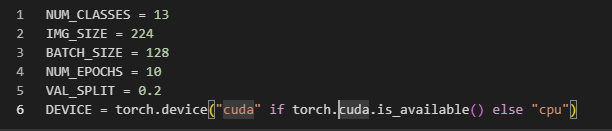 1 NUM_CLASSES = 13
2 IMG_SIZE = 224
3 BATCH_SIZE = 128
4 NUM_EPOCHS = 10
5 VAL_SPLIT = 0.2
6 DEVICE = torch.device("cuda" if torch.cuda.is_available() else "cpu")